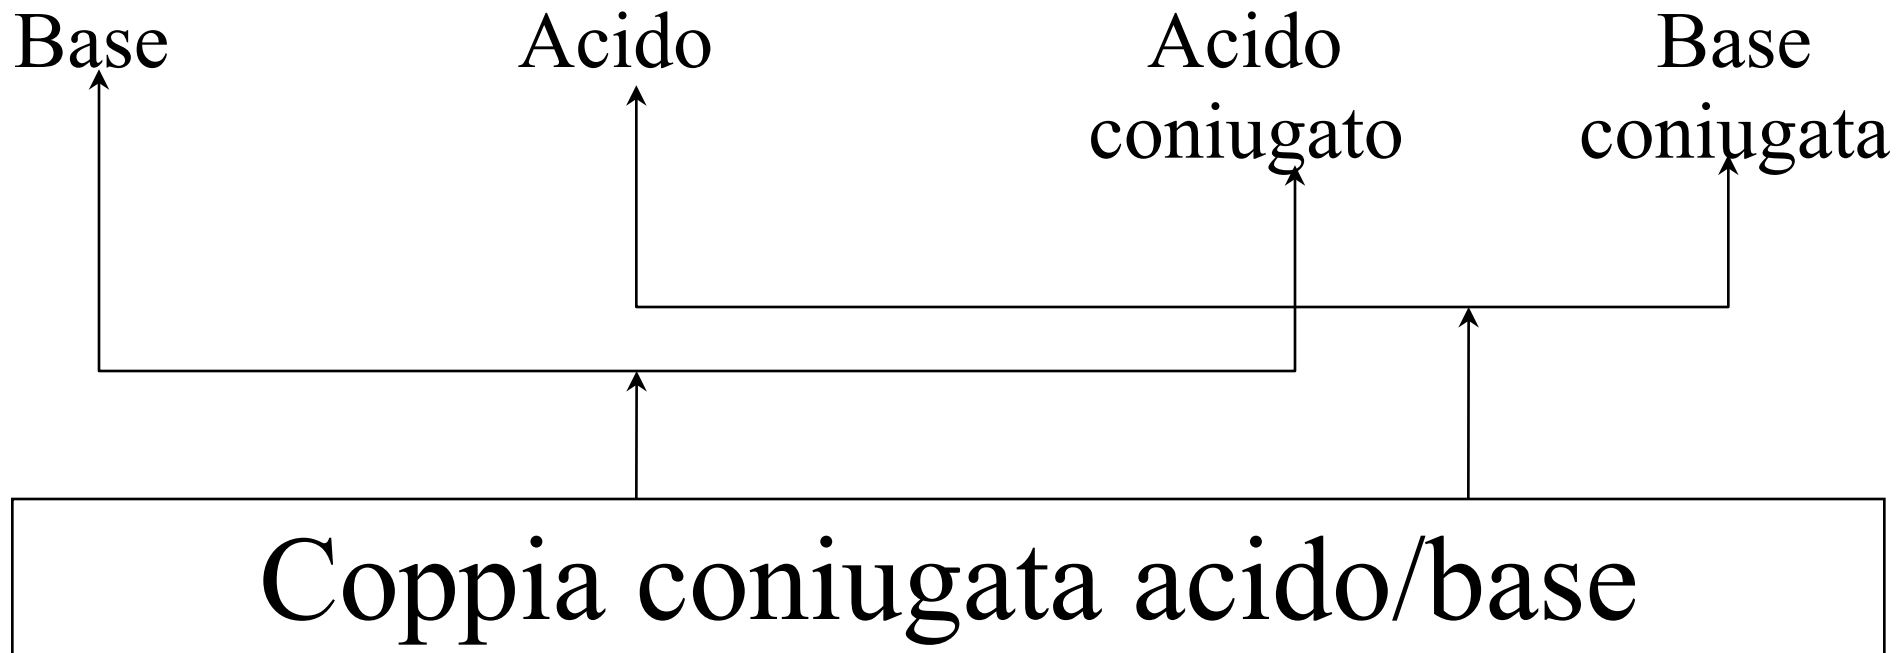 Base Acido Acido Base
coniugato coniugata
Coppia coniugata acido/base